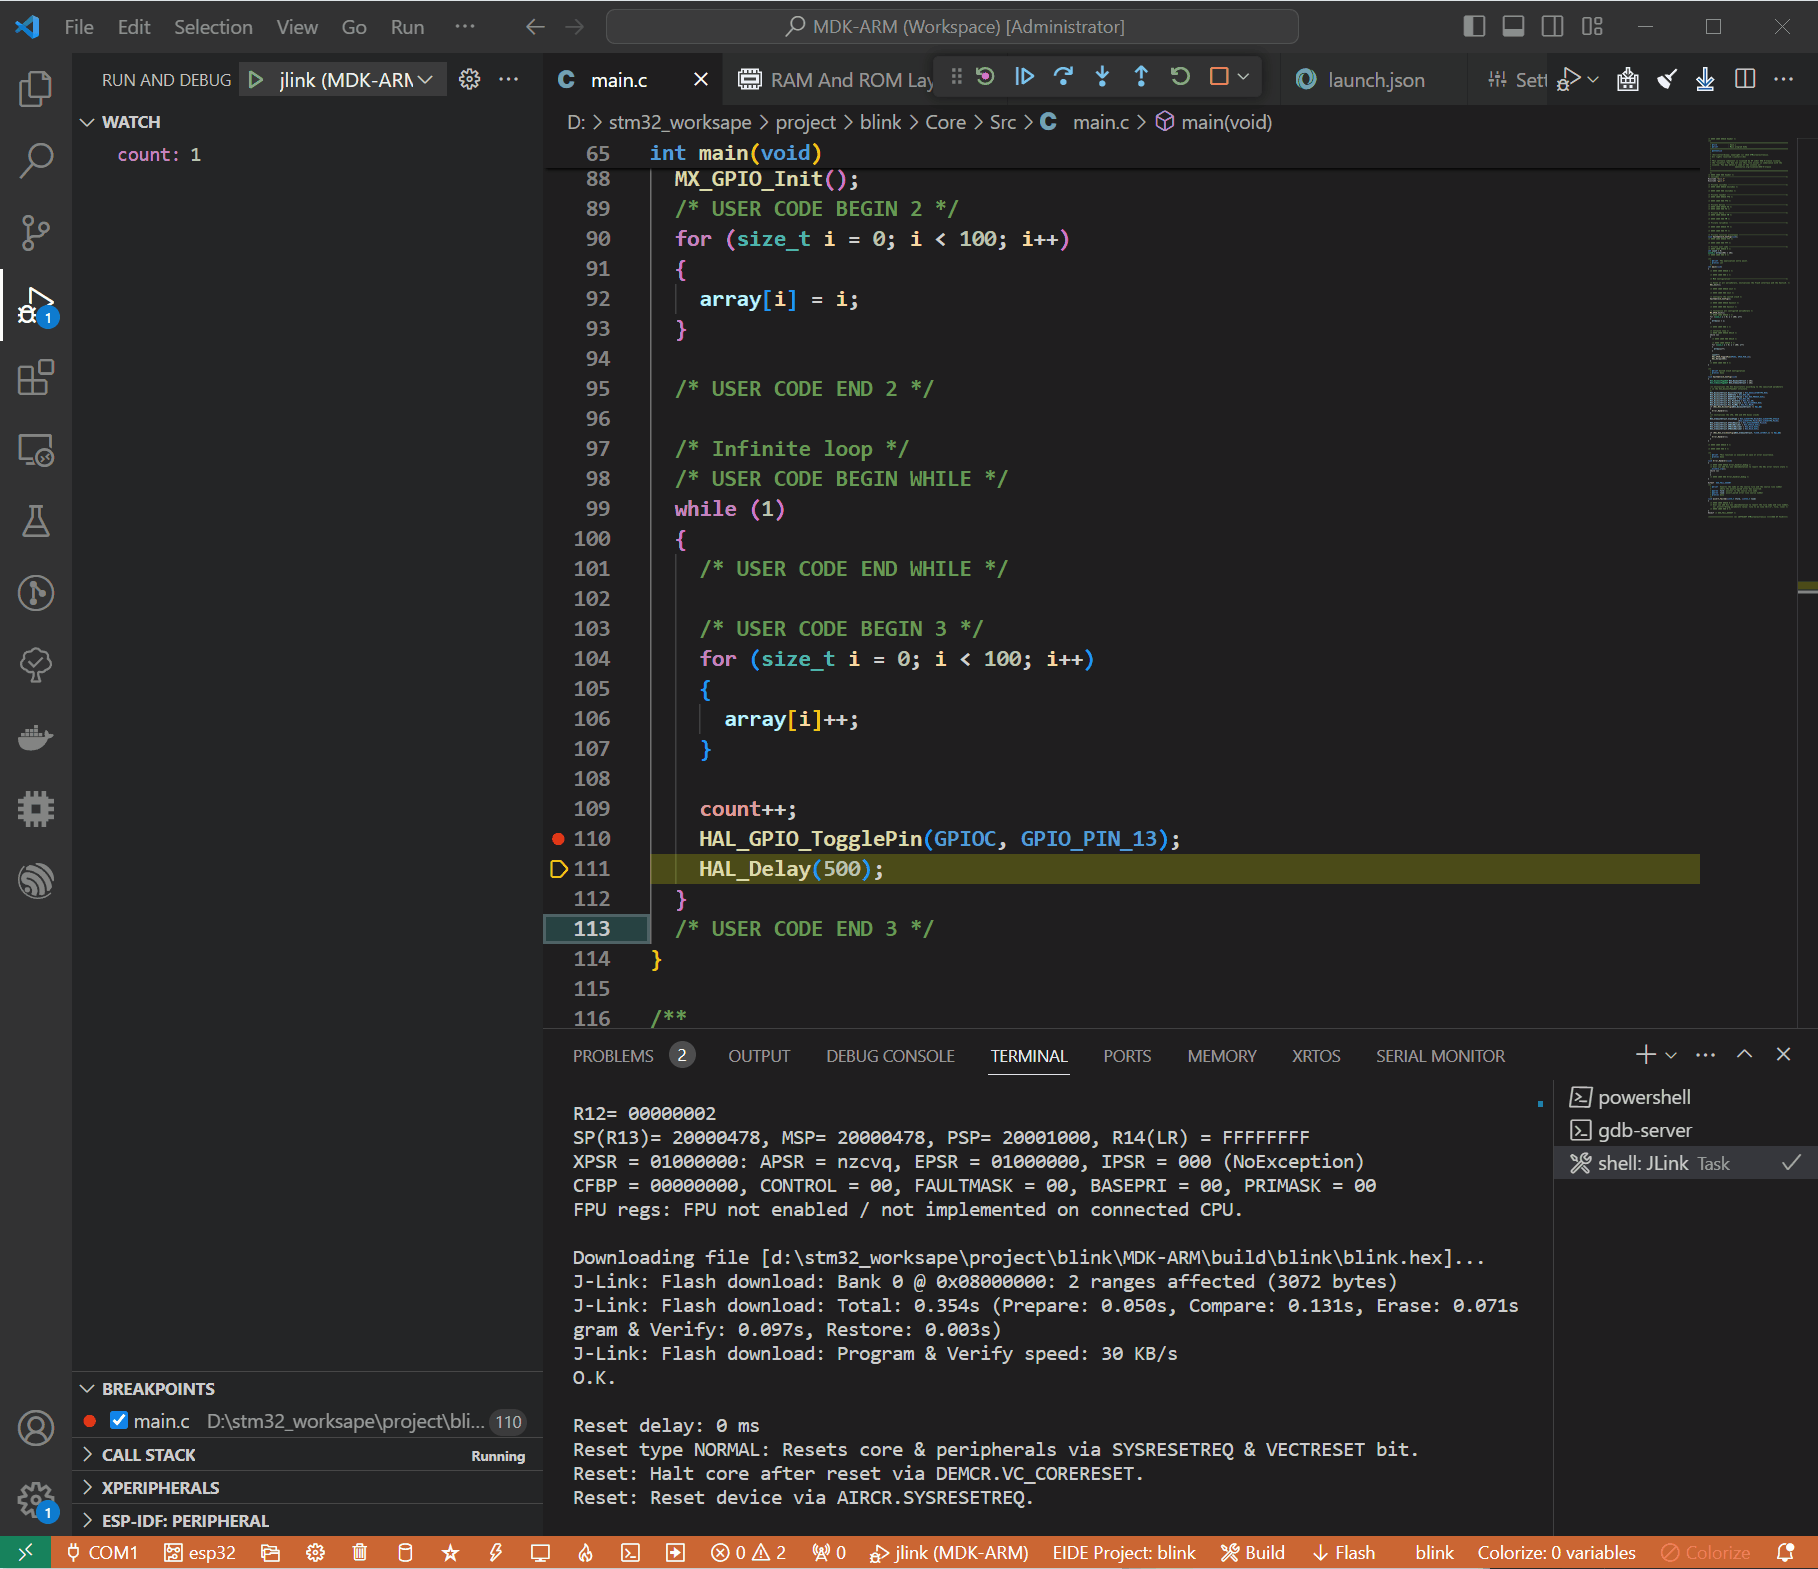 File Edit Selection View Go Run ···
MDK-ARM (Workspace) [Administrator]
RUN AND DEBUG jlink (MDK-ARM
WATCH
count: 1
main.c
RAM And ROM Lay
launch.json
Sett
D: > stm32_worksape > project > blink > Core > Src > C main.c > main(void)
65 int main(void)
88 MX_GPIO_Init();
89 /* USER CODE BEGIN 2 */
90 for (size_t i = 0; i < 100; i++)
91 {
92 array[i] = i;
93 }
94
95 /* USER CODE END 2 */
96
97 /* Infinite loop */
98 /* USER CODE BEGIN WHILE */
99 while (1)
100 {
101 /* USER CODE END WHILE */
102
103 /* USER CODE BEGIN 3 */
104 for (size_t i = 0; i < 100; i++)
105 {
106 array[i]++;
107 }
108
109 count++;
110 HAL_GPIO_TogglePin(GPIOC, GPIO_PIN_13);
111 HAL_Delay(500);
112 }
113 /* USER CODE END 3 */
114 }
115
116 /**
PROBLEMS 2 OUTPUT DEBUG CONSOLE TERMINAL PORTS MEMORY XRTOS SERIAL MONITOR
R12= 00000002
SP(R13)= 20000478, MSP= 20000478, PSP= 20001000, R14(LR) = FFFFFFFF
XPSR = 01000000: APSR = nzcvq, EPSR = 01000000, IPSR = 000 (NoException)
CFBP = 00000000, CONTROL = 00, FAULTMASK = 00, BASEPRI = 00, PRIMASK = 00
FPU regs: FPU not enabled / not implemented on connected CPU.
Downloading file [d:\stm32_worksape\project\blink\MDK-ARM\build\blink\blink.hex]...
J-Link: Flash download: Bank 0 @ 0x08000000: 2 ranges affected (3072 bytes)
J-Link: Flash download: Total: 0.354s (Prepare: 0.050s, Compare: 0.131s, Erase: 0.071s
gram & Verify: 0.097s, Restore: 0.003s)
J-Link: Flash download: Program & Verify speed: 30 KB/s
O.K.
Reset delay: 0 ms
Reset type NORMAL: Resets core & peripherals via SYSRESETREQ & VECTRESET bit.
Reset: Halt core after reset via DEMCR.VC_CORERESET.
Reset: Reset device via AIRCR.SYSRESETREQ.
powershell
gdb-server
shell: JLink Task
1
BREAKPOINTS
main.c D:\stm32_worksape\project\bli... 110
CALL STACK Running
XPERIPHERALS
ESP-IDF: PERIPHERAL
1
COM1 esp32 0 2 0 jlink (MDK-ARM) EIDE Project: blink Build Flash blink Colorize: 0 variables Colorize